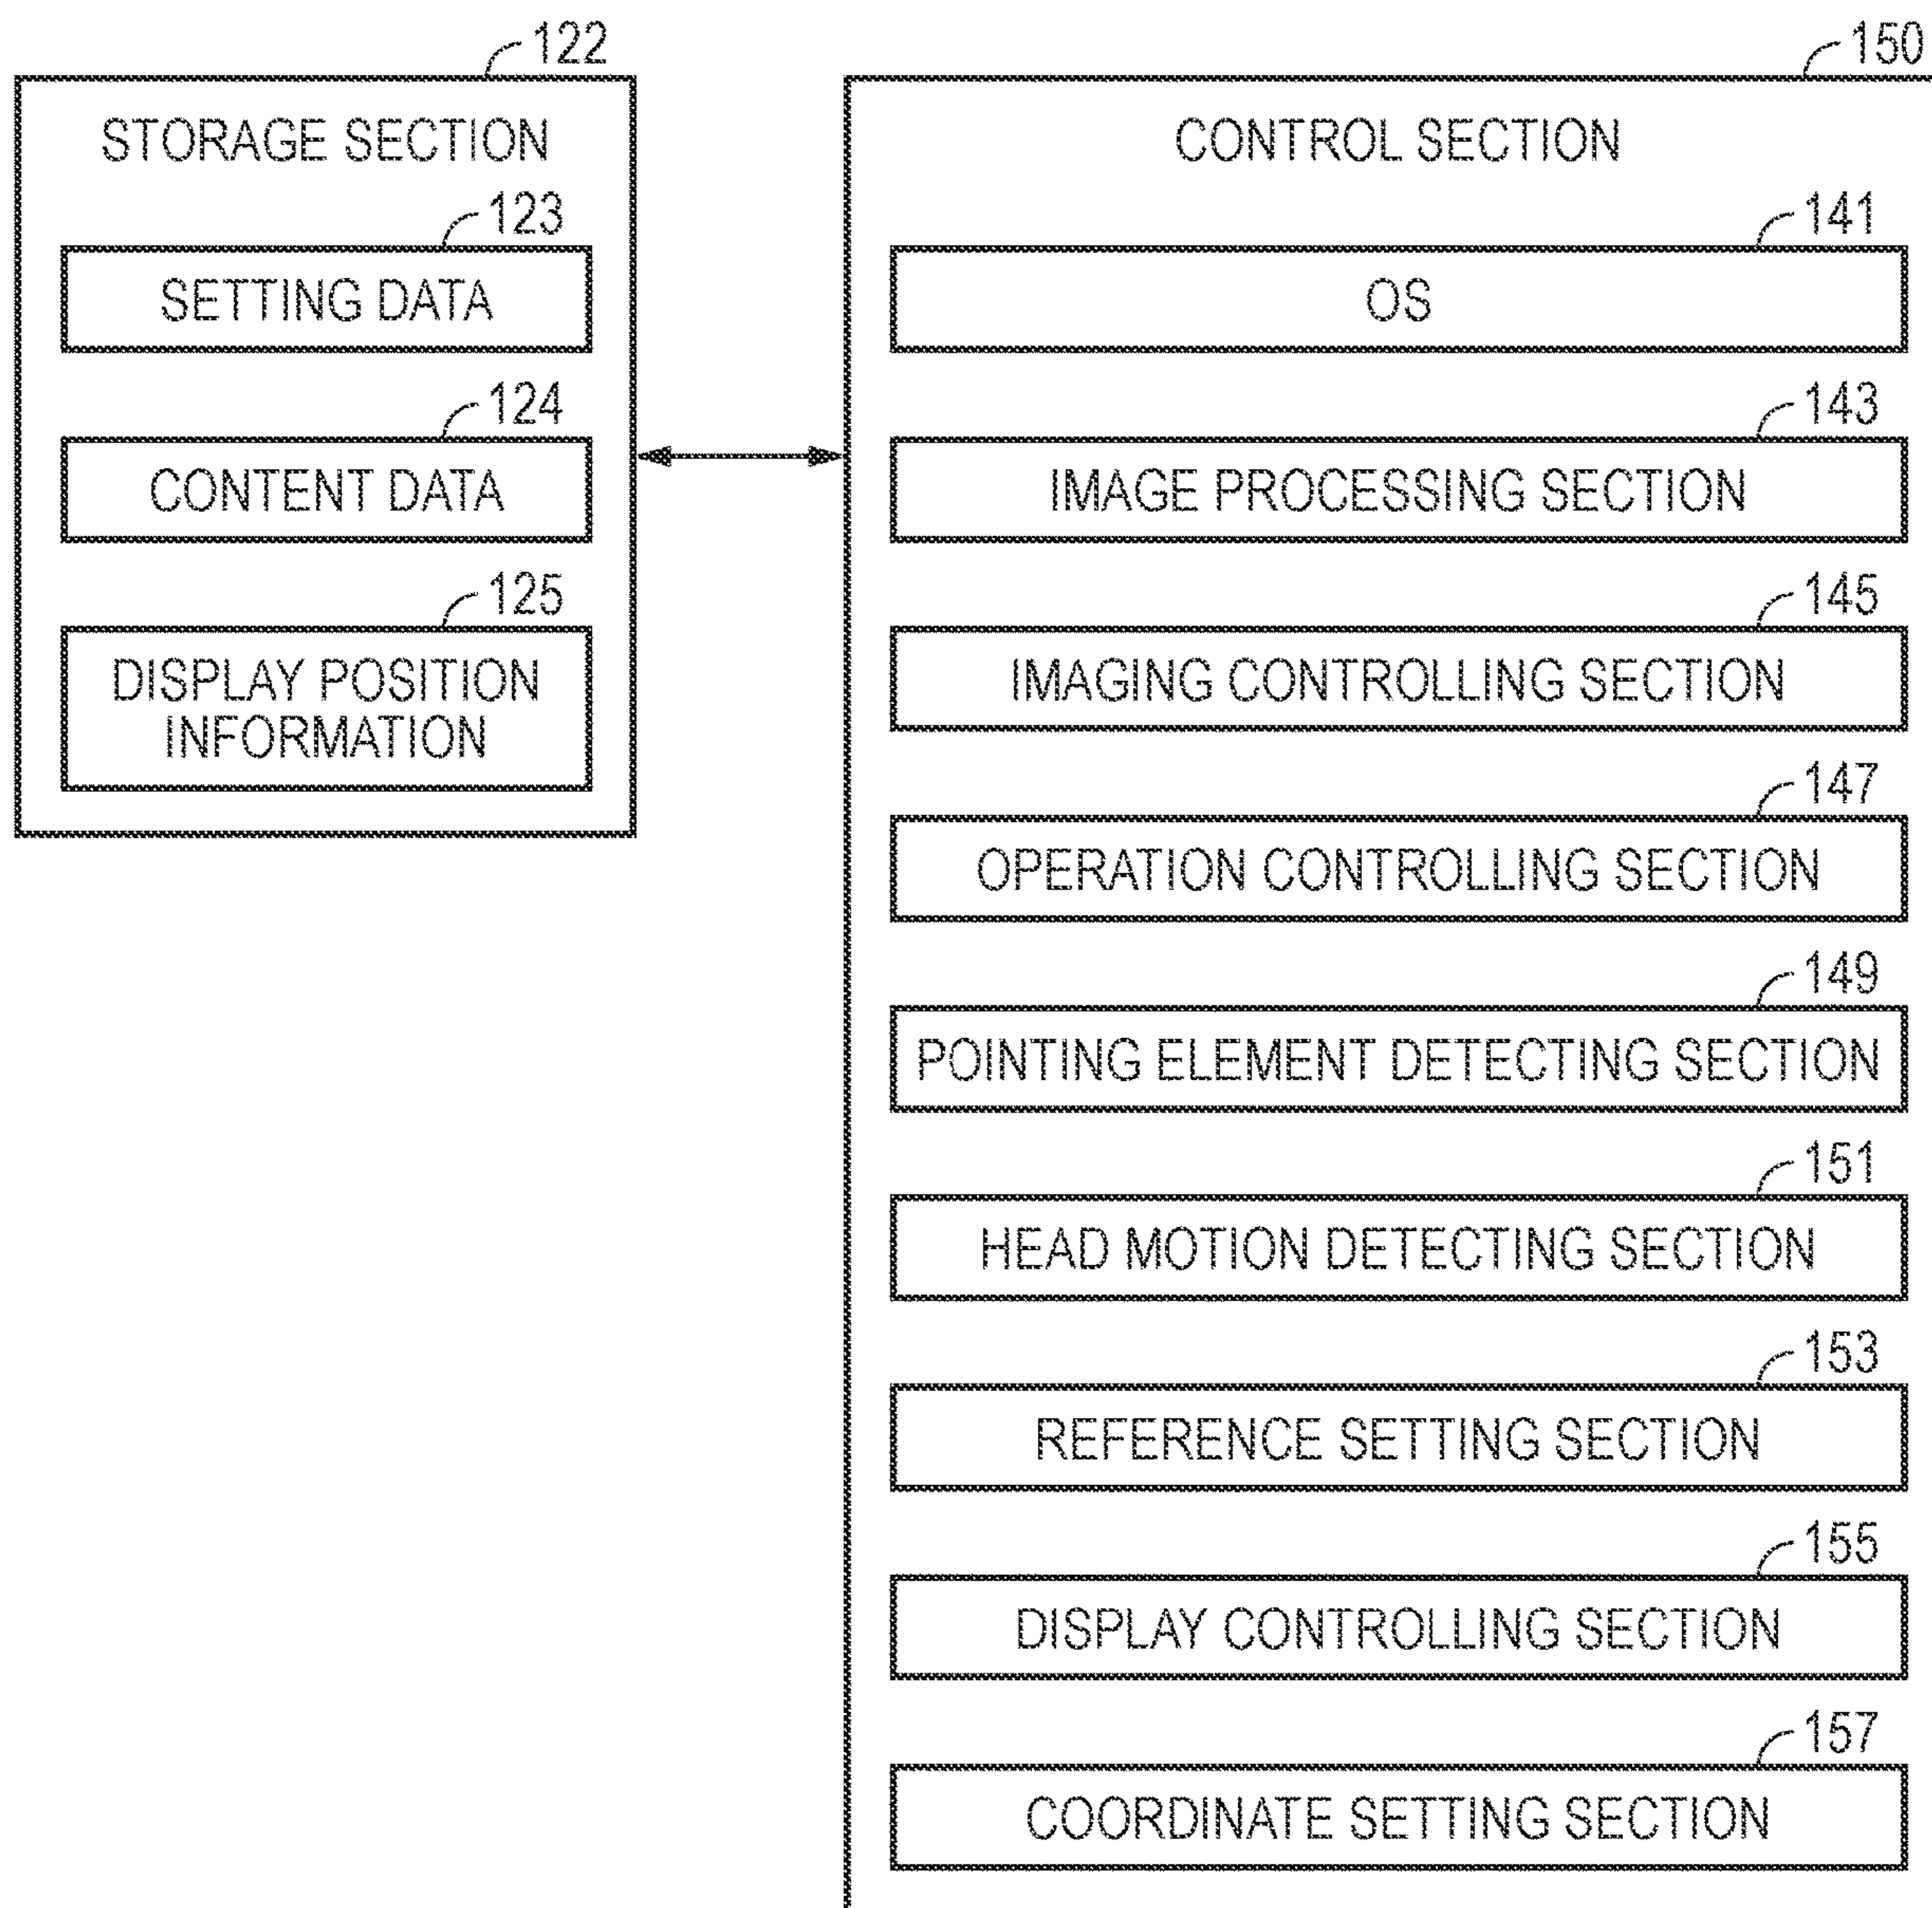 122
STORAGE SECTION
123
SETTING DATA
124
CONTENT DATA
125
DISPLAY POSITION
INFORMATION
150
CONTROL SECTION
141
OS
143
IMAGE PROCESSING SECTION
145
IMAGING CONTROLLING SECTION
147
OPERATION CONTROLLING SECTION
149
POINTING ELEMENT DETECTING SECTION
151
HEAD MOTION DETECTING SECTION
153
REFERENCE SETTING SECTION
155
DISPLAY CONTROLLING SECTION
157
COORDINATE SETTING SECTION